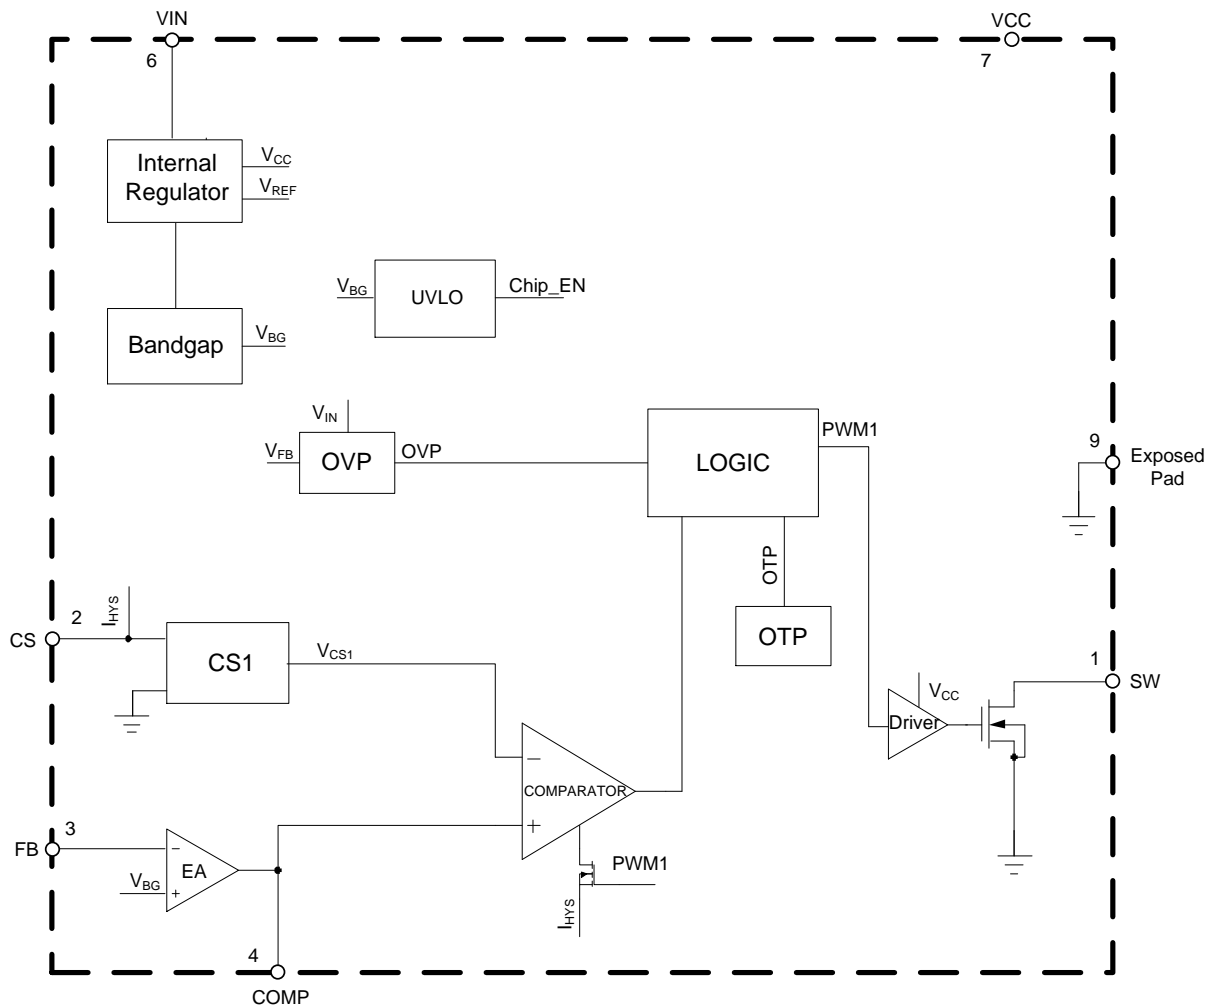 VIN
VCC
6
7
Internal
Regulator
VCC
VREF
VBG
UVLO
Chip_EN
Bandgap
VBG
VIN
VFB
OVP
OVP
LOGIC
PWM1
9
Exposed
Pad
OTP
OTP
IHYS
2
CS
CS1
VCS1
1
SW
VCC
Driver
COMPARATOR
−
+
3
FB
−
EA
VBG
+
PWM1
IHYS
4
COMP